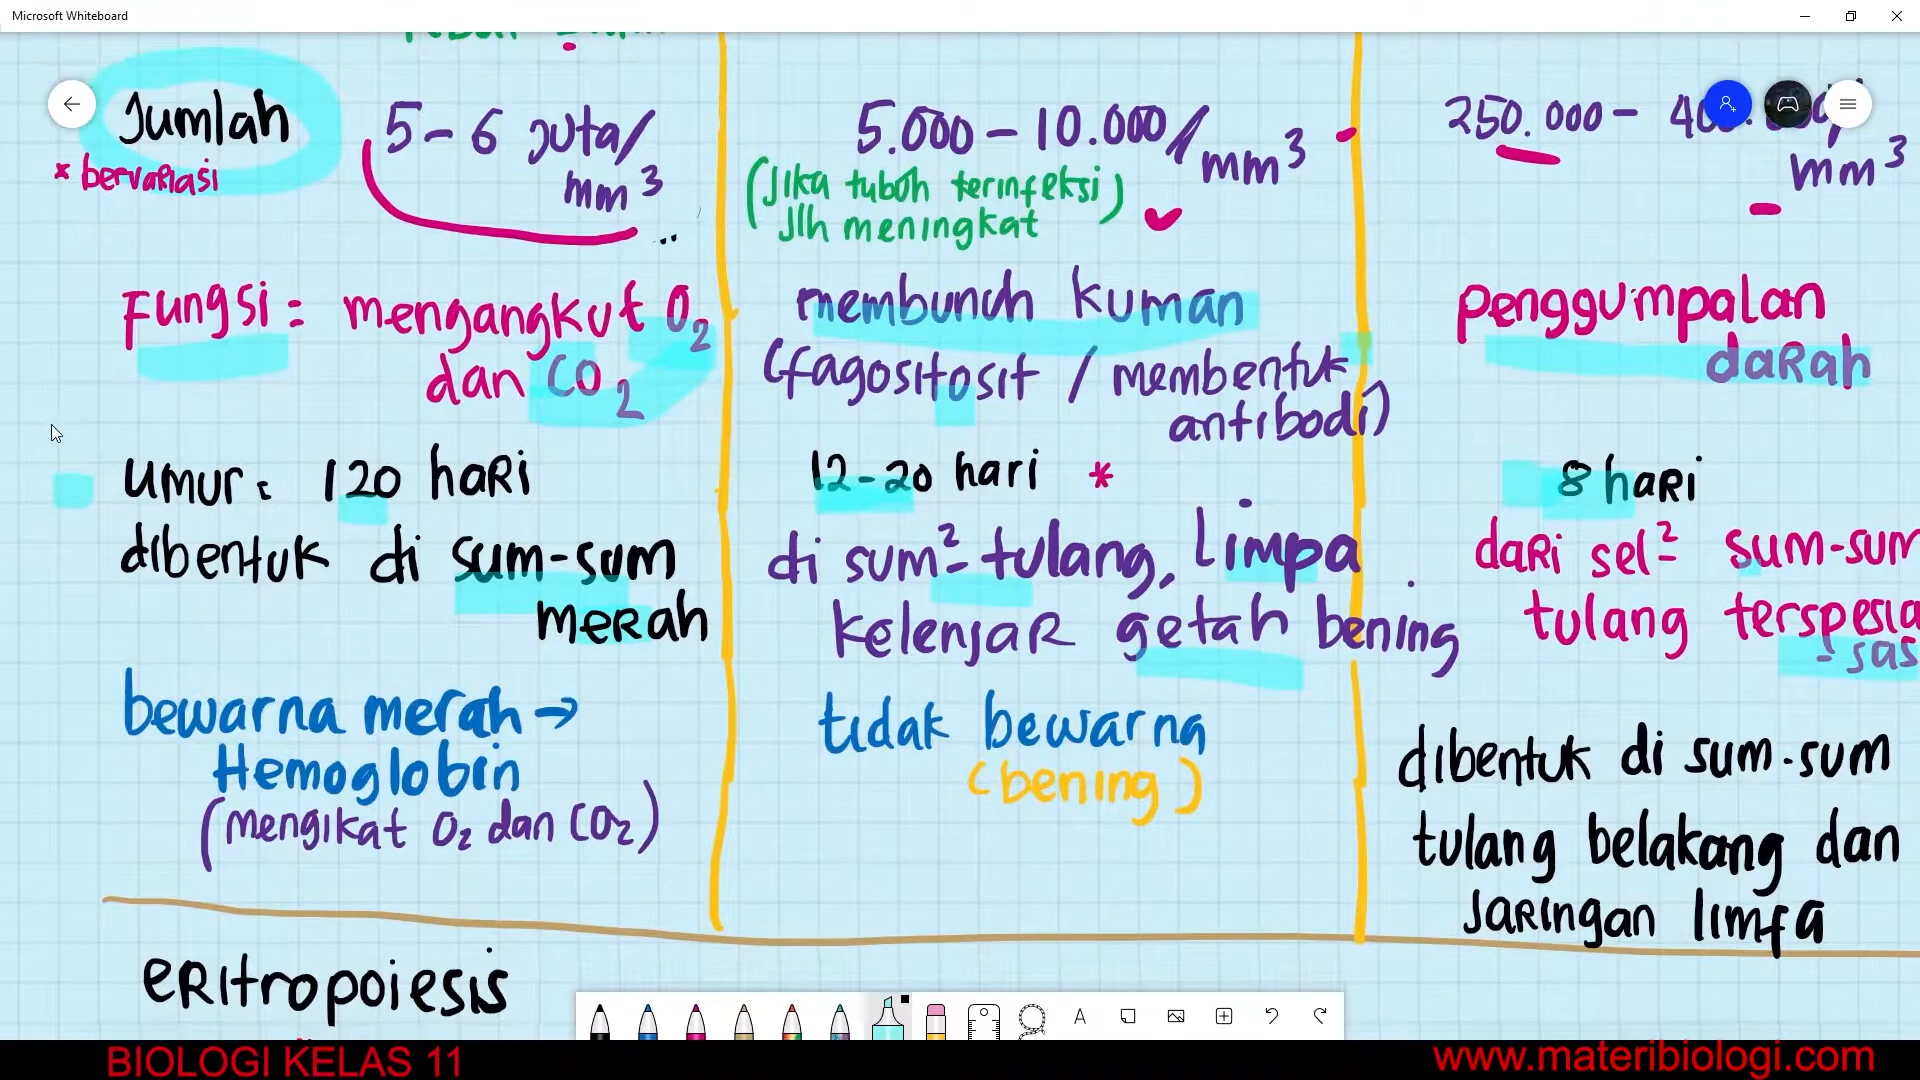 Microsoft Whiteboard
Jumlah
* bervariasi
5 - 6 juta/
mm3
5.000 - 10.000/
mm3
(Jika tubuh terinfeksi)
Jlh meningkat
250.000 -
mm3
Fungsi = mengangkut O2
dan CO2
membunuh kuman
(fagositosit / membentuk
antibodi)
penggumpalan
darah
umur = 120 hari
12-20 hari *
8 hari
dibentuk di sum-sum
merah
di sum2-tulang, Limpa
kelenjar getah bening
dari sel2 sum-sum
tulang terspesia
- sas
bewarna merah →
Hemoglobin
(mengikat O2 dan CO2)
tidak bewarna
(bening)
dibentuk di sum-sum
tulang belakang dan
jaringan limfa
eritropoiesis
BIOLOGI KELAS 11
www.materibiologi.com